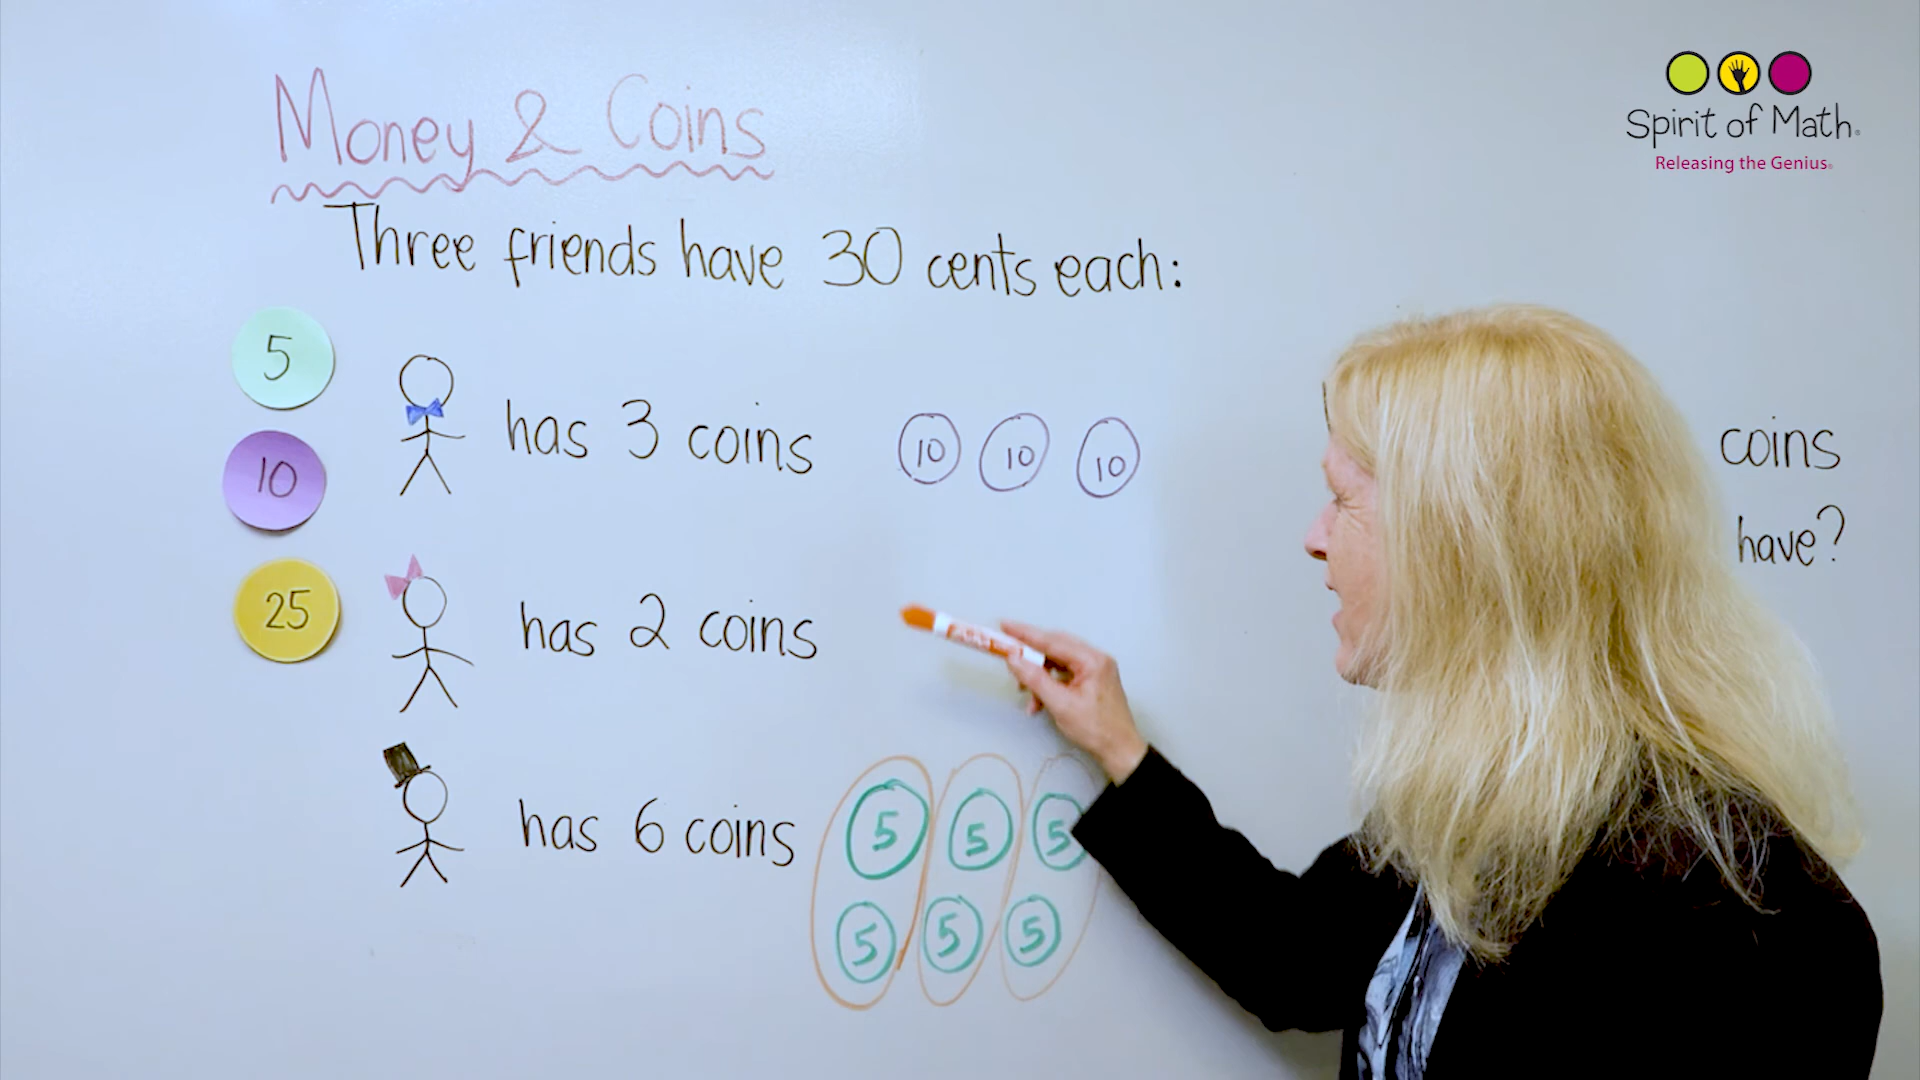 Money & Coins
Spirit of Math
Releasing the Genius
Three friends have 30 cents each:
5
10
25
has 3 coins
10 10 10
coins
have?
has 2 coins
has 6 coins
5 5 5
5 5 5